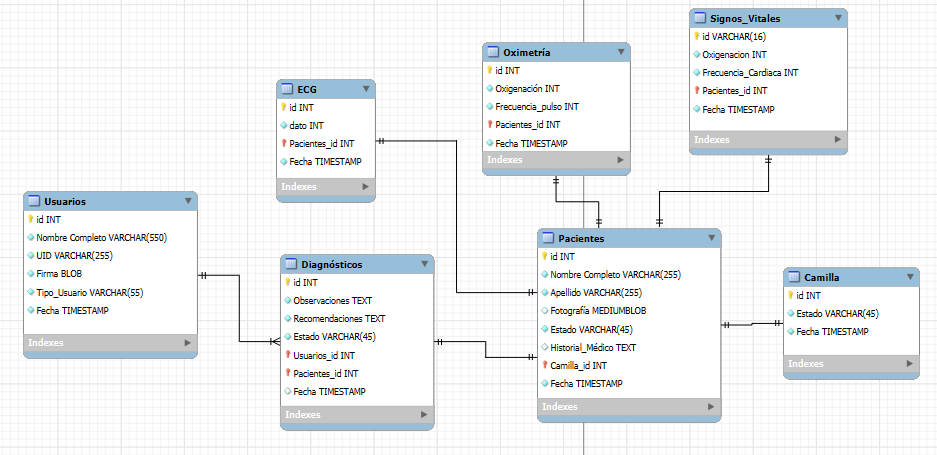 Signos_Vitales
id VARCHAR(16)
Oxigenacion INT
Frecuencia_Cardiaca INT
Pacientes_id INT
Fecha TIMESTAMP
Indexes
Oximetría
id INT
Oxigenación INT
Frecuencia_pulso INT
Pacientes_id INT
Fecha TIMESTAMP
Indexes
ECG
id INT
dato INT
Pacientes_id INT
Fecha TIMESTAMP
Indexes
Usuarios
id INT
Nombre Completo VARCHAR(550)
UID VARCHAR(255)
Firma BLOB
Tipo_Usuario VARCHAR(55)
Fecha TIMESTAMP
Indexes
Diagnósticos
id INT
Observaciones TEXT
Recomendaciones TEXT
Estado VARCHAR(45)
Usuarios_id INT
Pacientes_id INT
Fecha TIMESTAMP
Indexes
Pacientes
id INT
Nombre Completo VARCHAR(255)
Apellido VARCHAR(255)
Fotografía MEDIUMBLOB
Estado VARCHAR(45)
Historial_Médico TEXT
Camilla_id INT
Fecha TIMESTAMP
Indexes
Camilla
id INT
Estado VARCHAR(45)
Fecha TIMESTAMP
Indexes